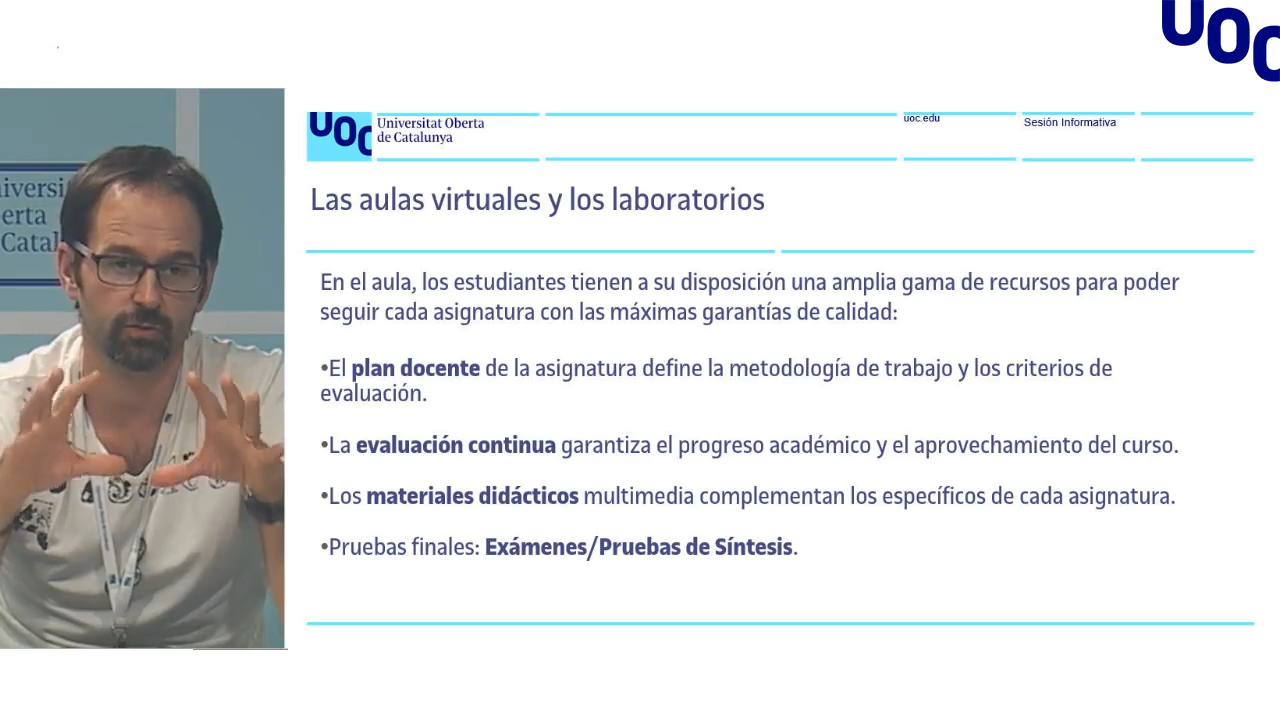 UOC
UOC
Universitat Oberta
de Catalunya
uoc.edu
Sesión Informativa
Las aulas virtuales y los laboratorios
En el aula, los estudiantes tienen a su disposición una amplia gama de recursos para poder
seguir cada asignatura con las máximas garantías de calidad:
•El plan docente de la asignatura define la metodología de trabajo y los criterios de
evaluación.
•La evaluación continua garantiza el progreso académico y el aprovechamiento del curso.
•Los materiales didácticos multimedia complementan los específicos de cada asignatura.
•Pruebas finales: Exámenes/Pruebas de Síntesis.